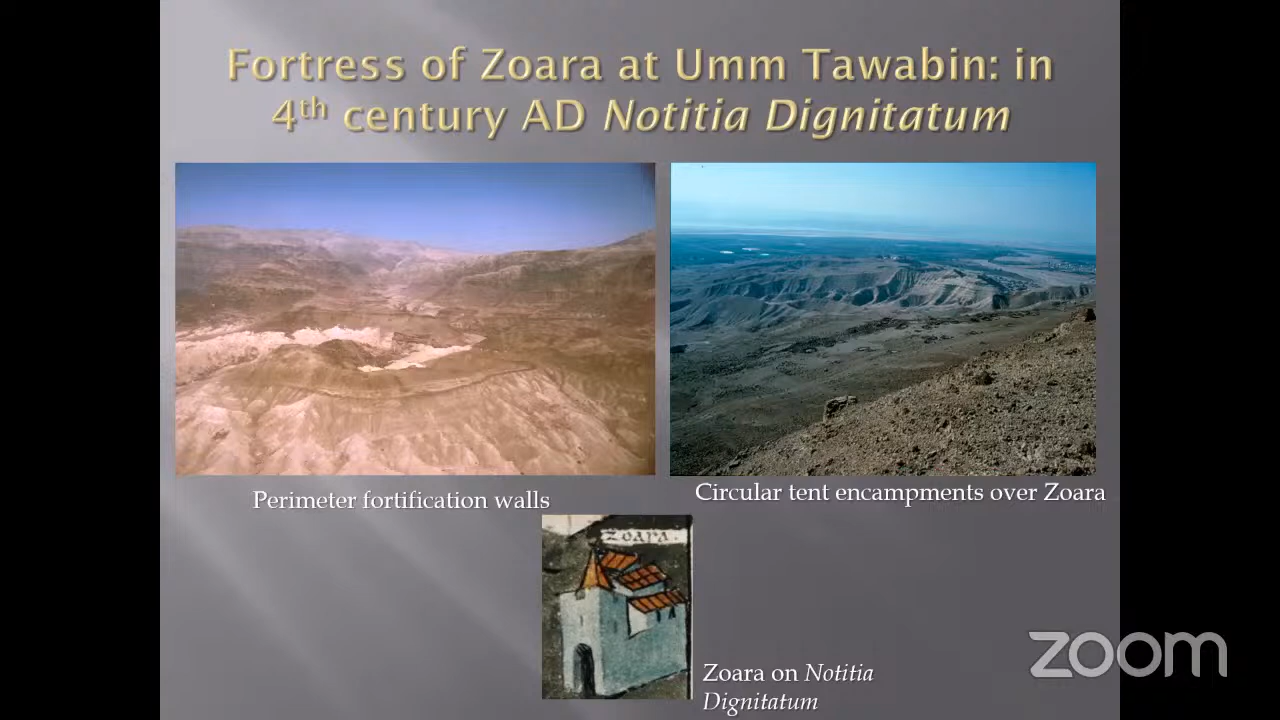 Fortress of Zoara at Umm Tawabin: in
4th century AD Notitia Dignitatum
Perimeter fortification walls
Circular tent encampments over Zoara
Zoara.
Zoara on Notitia
Dignitatum
zoom